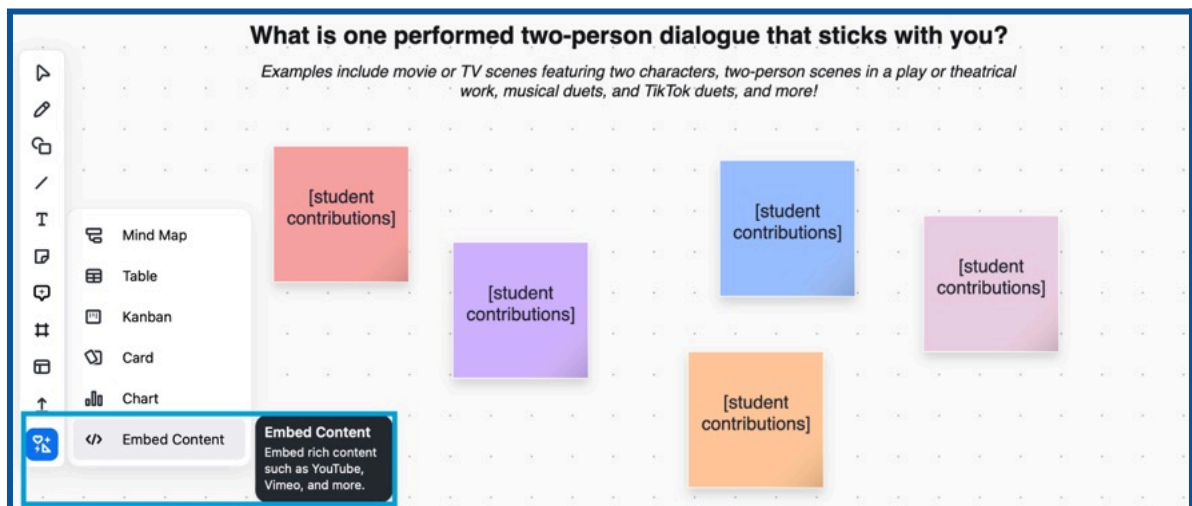 What is one performed two-person dialogue that sticks with you?
Examples include movie or TV scenes featuring two characters, two-person scenes in a play or theatrical
work, musical duets, and TikTok duets, and more!
[student
contributions]
[student
contributions]
[student
contributions]
[student
contributions]
[student
contributions]
T
Mind Map
Table
Kanban
Card
Chart
Embed Content
Embed Content
Embed rich content
such as YouTube,
Vimeo, and more.